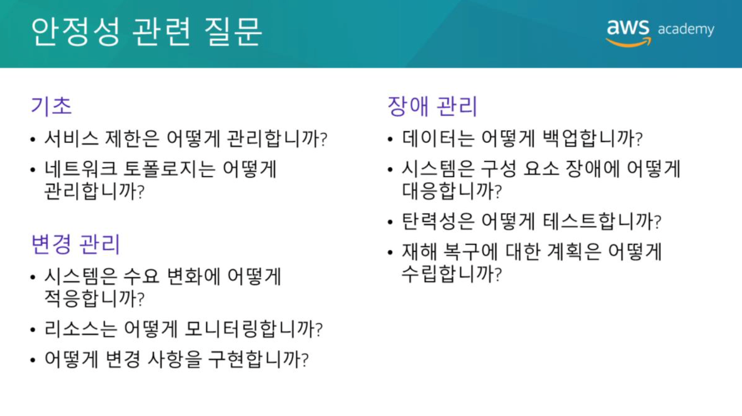 안정성 관련 질문
aws academy
기초
• 서비스 제한은 어떻게 관리합니까?
• 네트워크 토폴로지는 어떻게
관리합니까?
변경 관리
• 시스템은 수요 변화에 어떻게
적응합니까?
• 리소스는 어떻게 모니터링합니까?
• 어떻게 변경 사항을 구현합니까?
장애 관리
• 데이터는 어떻게 백업합니까?
• 시스템은 구성 요소 장애에 어떻게
대응합니까?
• 탄력성은 어떻게 테스트합니까?
• 재해 복구에 대한 계획은 어떻게
수립합니까?